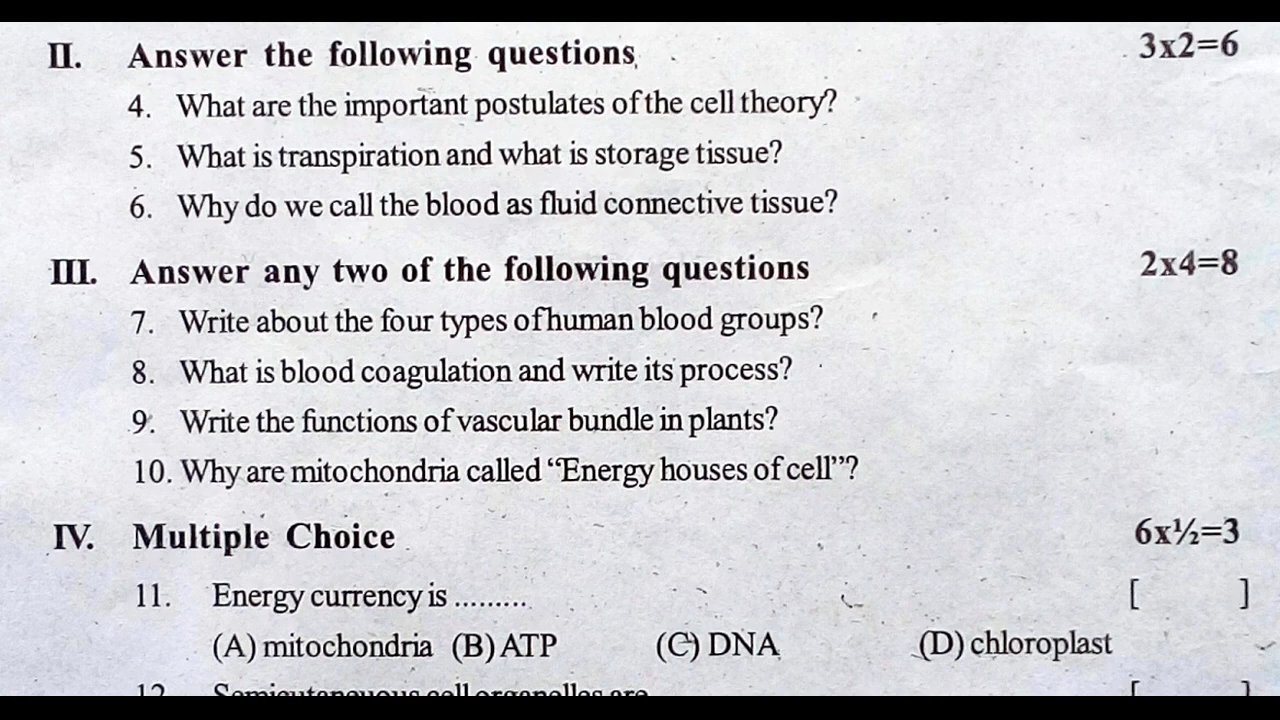 II. Answer the following questions 3x2=6
4. What are the important postulates of the cell theory?
5. What is transpiration and what is storage tissue?
6. Why do we call the blood as fluid connective tissue?
III. Answer any two of the following questions 2x4=8
7. Write about the four types of human blood groups?
8. What is blood coagulation and write its process?
9. Write the functions of vascular bundle in plants?
10. Why are mitochondria called “Energy houses of cell”?
IV. Multiple Choice 6x½=3
11. Energy currency is ......... [ ]
(A) mitochondria (B) ATP (C) DNA (D) chloroplast
12. cell organelles are [ ]